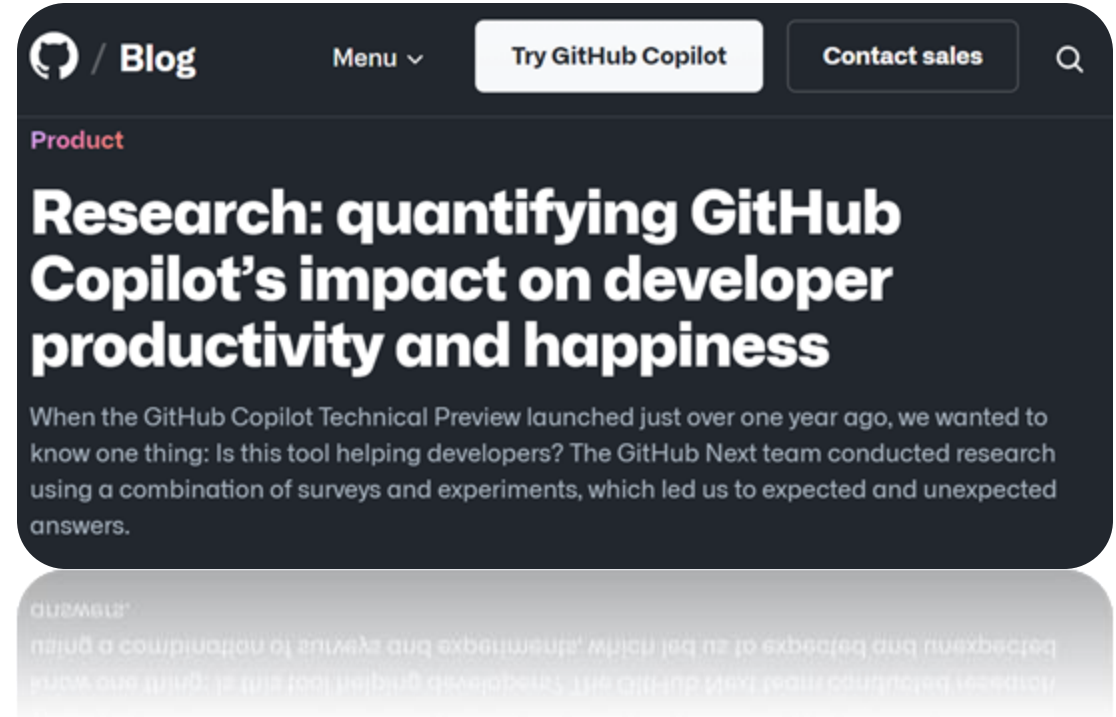 / Blog Menu Try GitHub Copilot Contact sales
Product
Research: quantifying GitHub
Copilot’s impact on developer
productivity and happiness
When the GitHub Copilot Technical Preview launched just over one year ago, we wanted to
know one thing: Is this tool helping developers? The GitHub Next team conducted research
using a combination of surveys and experiments, which led us to expected and unexpected
answers.